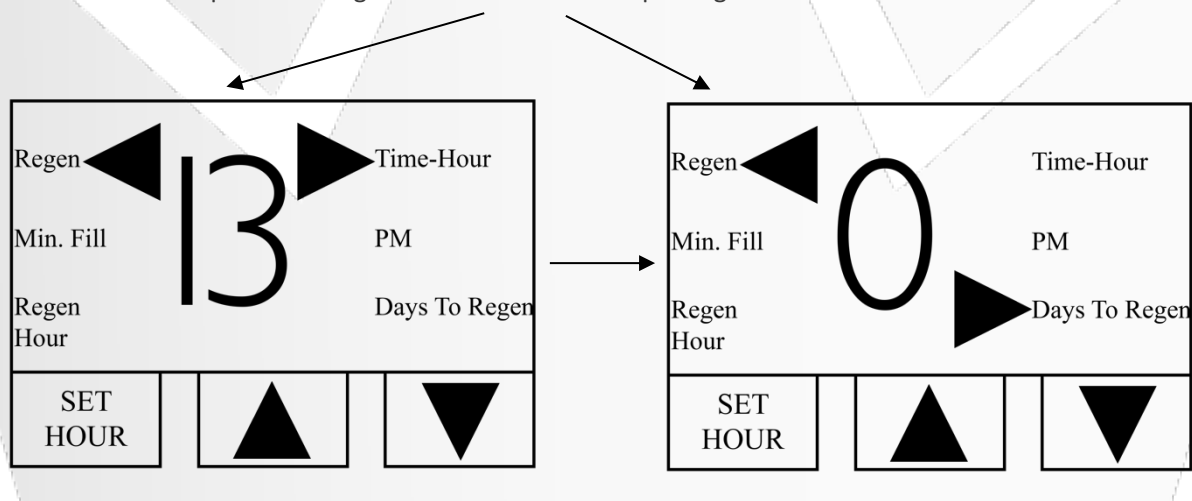 Regen
13
Time-Hour
Min. Fill
PM
Regen
Hour
Days To Regen
SET
HOUR
Regen
0
Time-Hour
Min. Fill
PM
Regen
Hour
Days To Regen
SET
HOUR